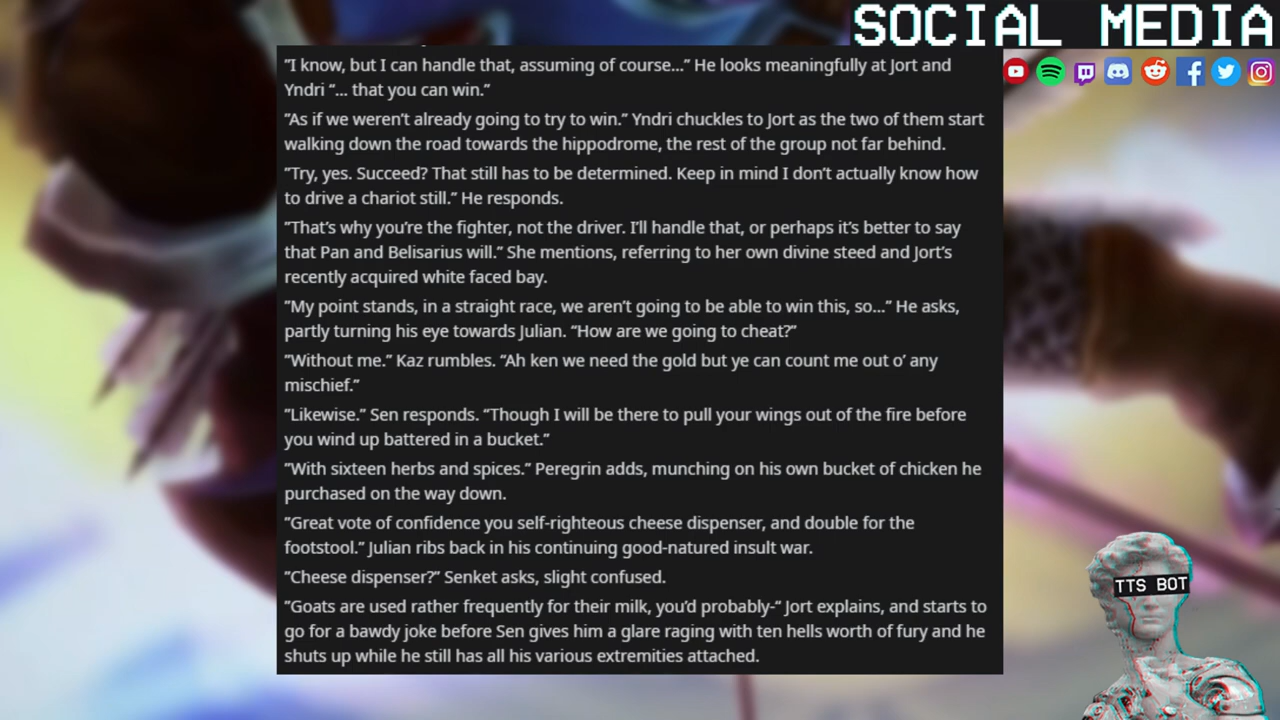 SOCIAL MEDIA
"I know, but I can handle that, assuming of course..." He looks meaningfully at Jort and
Yndri "... that you can win."
"As if we weren't already going to try to win." Yndri chuckles to Jort as the two of them start
walking down the road towards the hippodrome, the rest of the group not far behind.
"Try, yes. Succeed? That still has to be determined. Keep in mind I don't actually know how
to drive a chariot still." He responds.
"That's why you're the fighter, not the driver. I'll handle that, or perhaps it's better to say
that Pan and Belisarius will." She mentions, referring to her own divine steed and Jort's
recently acquired white faced bay.
"My point stands, in a straight race, we aren't going to be able to win this, so..." He asks,
partly turning his eye towards Julian. "How are we going to cheat?"
"Without me." Kaz rumbles. "Ah ken we need the gold but ye can count me out o' any
mischief."
"Likewise." Sen responds. "Though I will be there to pull your wings out of the fire before
you wind up battered in a bucket."
"With sixteen herbs and spices." Peregrin adds, munching on his own bucket of chicken he
purchased on the way down.
"Great vote of confidence you self-righteous cheese dispenser, and double for the
footstool." Julian ribs back in his continuing good-natured insult war.
"Cheese dispenser?" Senket asks, slight confused.
"Goats are used rather frequently for their milk, you'd probably-" Jort explains, and starts to
go for a bawdy joke before Sen gives him a glare raging with ten hells worth of fury and he
shuts up while he still has all his various extremities attached.
TTS BOT